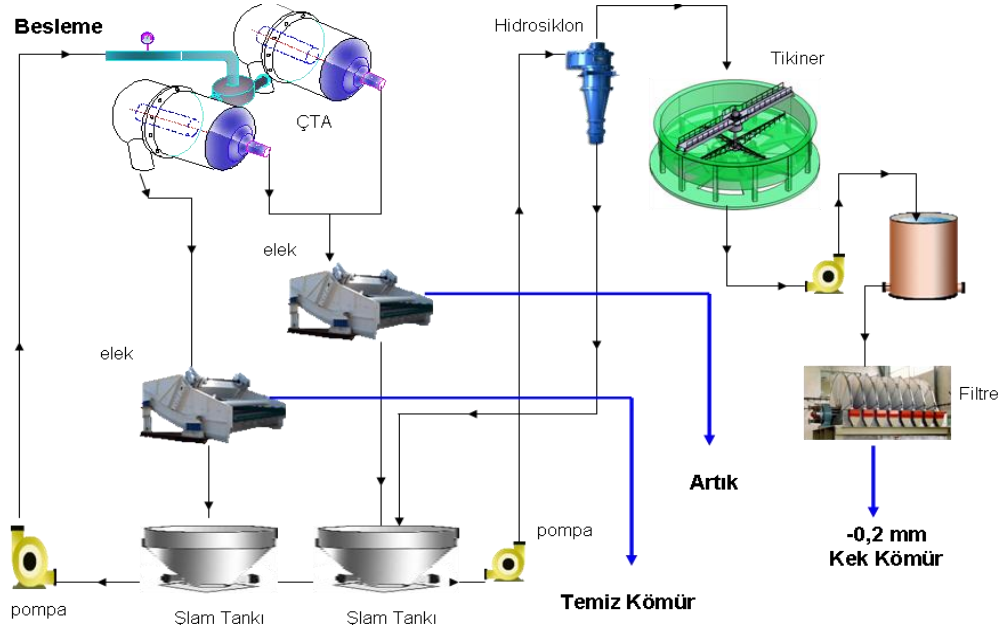 Besleme
Hidrosiklon
Tikiner
ÇTA
elek
elek
Filtre
Artık
pompa
-0,2 mm
Kek Kömür
Temiz Kömür
pompa
Şlam Tankı
Şlam Tankı